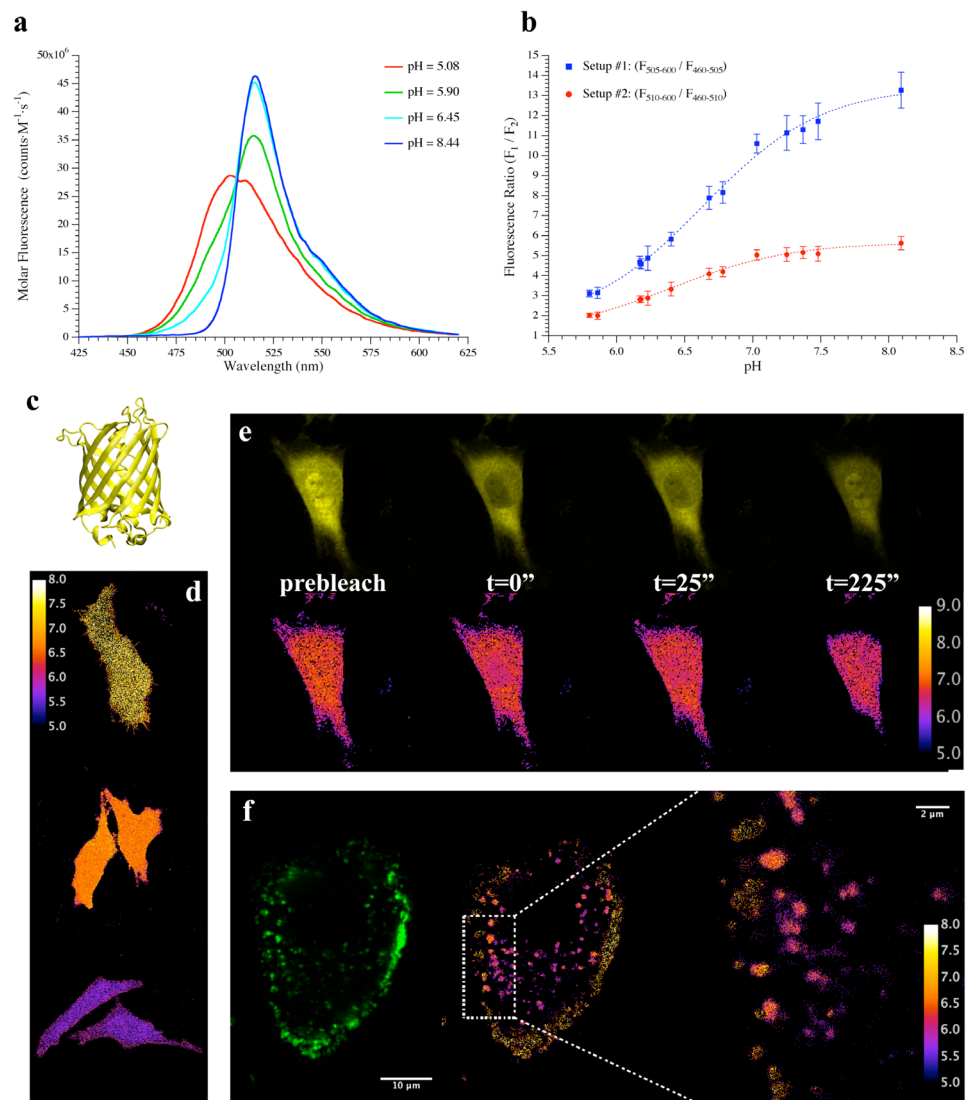 a
50x10⁶
45
40
35
30
25
20
15
10
5
0
425 450 475 500 525 550 575 600 625
Wavelength (nm)
Molar Fluorescence (counts·M⁻¹·s⁻¹)
pH = 5.08
pH = 5.90
pH = 6.45
pH = 8.44
b
15
14
13
12
11
10
9
8
7
6
5
4
3
2
1
5.5 6.0 6.5 7.0 7.5 8.0 8.5
pH
Fluorescence Ratio (F₁ / F₂)
Setup #1: (F₅₀₅₋₆₀₀ / F₄₆₀₋₅₀₅)
Setup #2: (F₅₁₀₋₆₀₀ / F₄₆₀₋₅₁₀)
c
d
8.0
7.5
7.0
6.5
6.0
5.5
5.0
e
prebleach t=0” t=25” t=225”
9.0
8.0
7.0
6.0
5.0
f
10 µm
2 µm
8.0
7.5
7.0
6.5
6.0
5.5
5.0